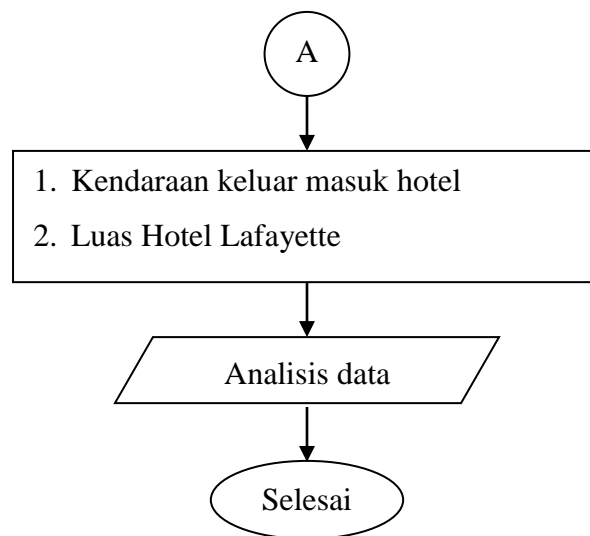 A
1. Kendaraan keluar masuk hotel
2. Luas Hotel Lafayette
Analisis data
Selesai